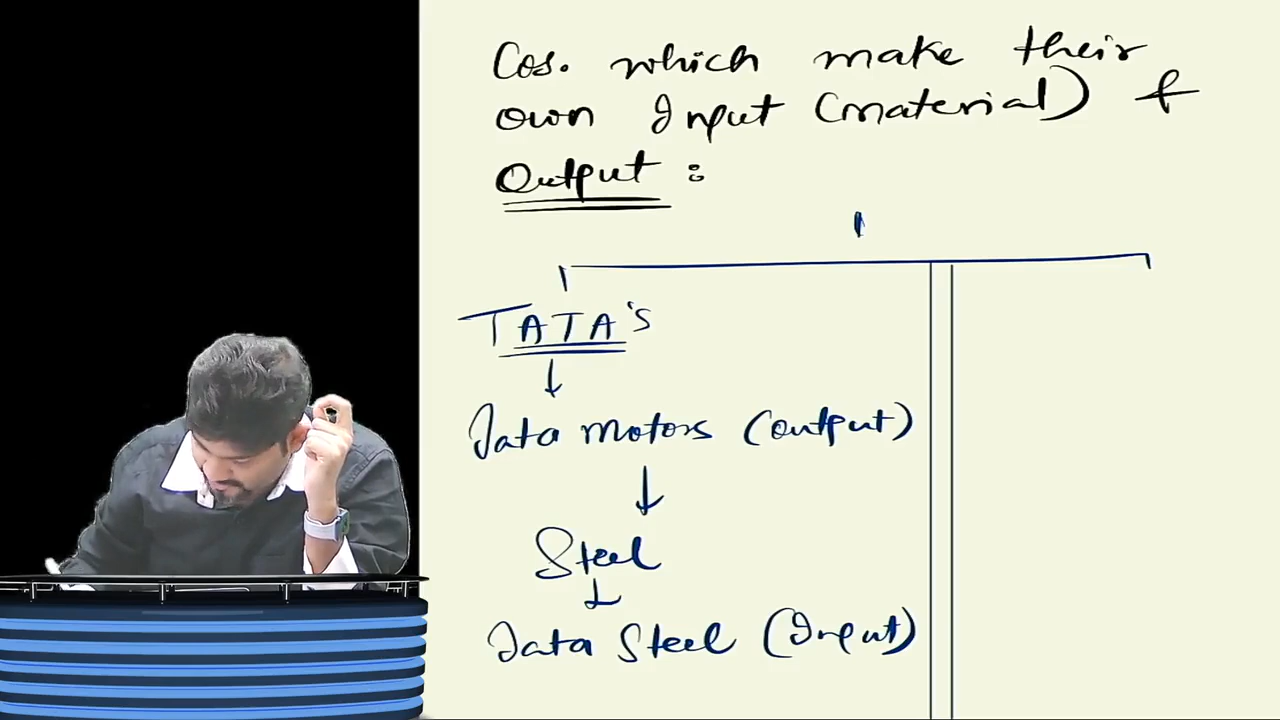 Cos. which make their
own Input (material) &
Output :
TATA's
Tata Motors (output)
Steel
Tata Steel (Input)